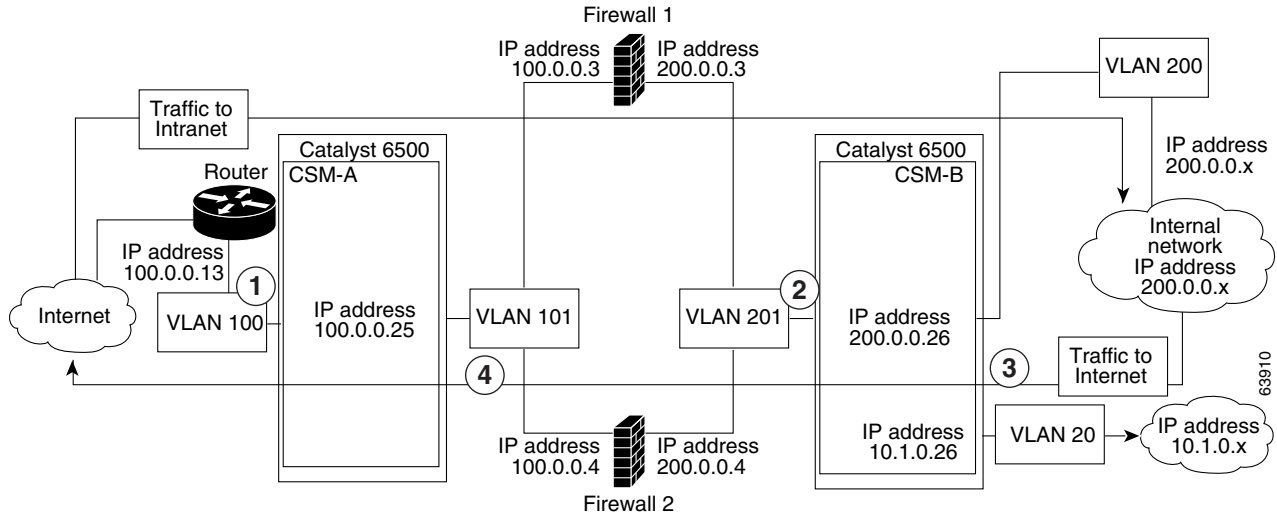 Firewall 1
IP address
100.0.0.3
IP address
200.0.0.3
VLAN 200
Traffic to
Intranet
IP address
200.0.0.x
Catalyst 6500
CSM-A
Catalyst 6500
CSM-B
Router
IP address
100.0.0.13
Internal
network
IP address
200.0.0.x
1
2
Internet
VLAN 100
IP address
100.0.0.25
VLAN 101
VLAN 201
IP address
200.0.0.26
4
3
Traffic to
Internet
63910
IP address
100.0.0.4
IP address
200.0.0.4
IP address
10.1.0.26
VLAN 20
IP address
10.1.0.x
Firewall 2